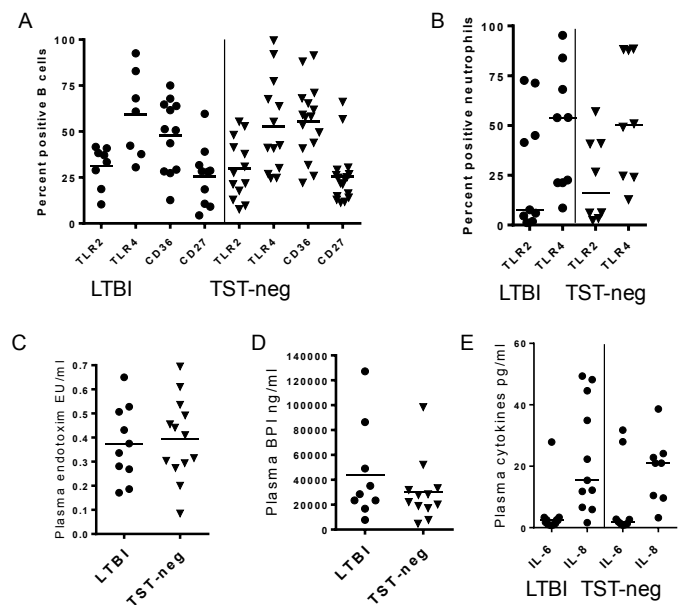 A
Percent positive B cells
100
75
50
25
0
TLR2
TLR4
CD36
CD27
TLR2
TLR4
CD36
CD27
LTBI
TST-neg
B
Percent positive neutrophils
100
75
50
25
0
TLR2
TLR4
TLR2
TLR4
LTBI
TST-neg
C
Plasma endotoxim EU/ml
0.7
0.6
0.5
0.4
0.3
0.2
0.1
0.0
LTBI
TST-neg
D
Plasma BPI ng/ml
140000
120000
100000
80000
60000
40000
20000
0
LTBI
TST-neg
E
Plasma cytokines pg/ml
60
40
20
0
IL-6
IL-8
IL-6
IL-8
LTBI
TST-neg